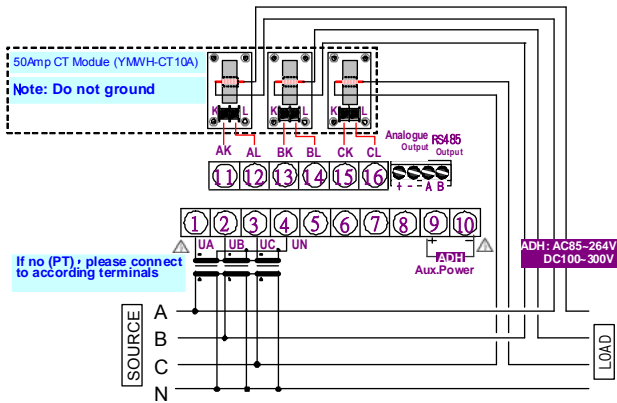 50Amp CT Module (YMWH-CT10A)
Note: Do not ground
K L K L K L
AK AL BK BL CK CL
Analogue RS485
Output Output
11 12 13 14 15 16
+ - - A B
1 2 3 4 5 6 7 8 9 10
UA UB UC UN
+ -
ADH
Aux.Power
ADH: AC85~264V
DC100~300V
If no (PT), please connect
to according terminals
SOURCE
A
B
C
N
LOAD